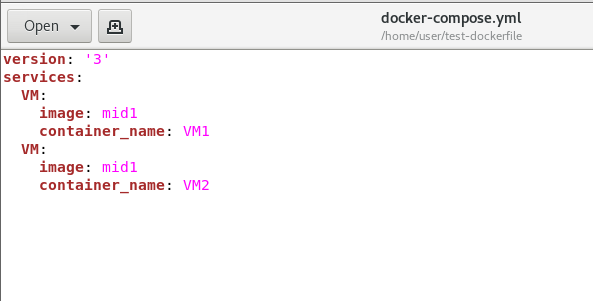 Open
docker-compose.yml
/home/user/test-dockerfile
version: '3'
services:
  VM:
    image: mid1
    container_name: VM1
  VM:
    image: mid1
    container_name: VM2